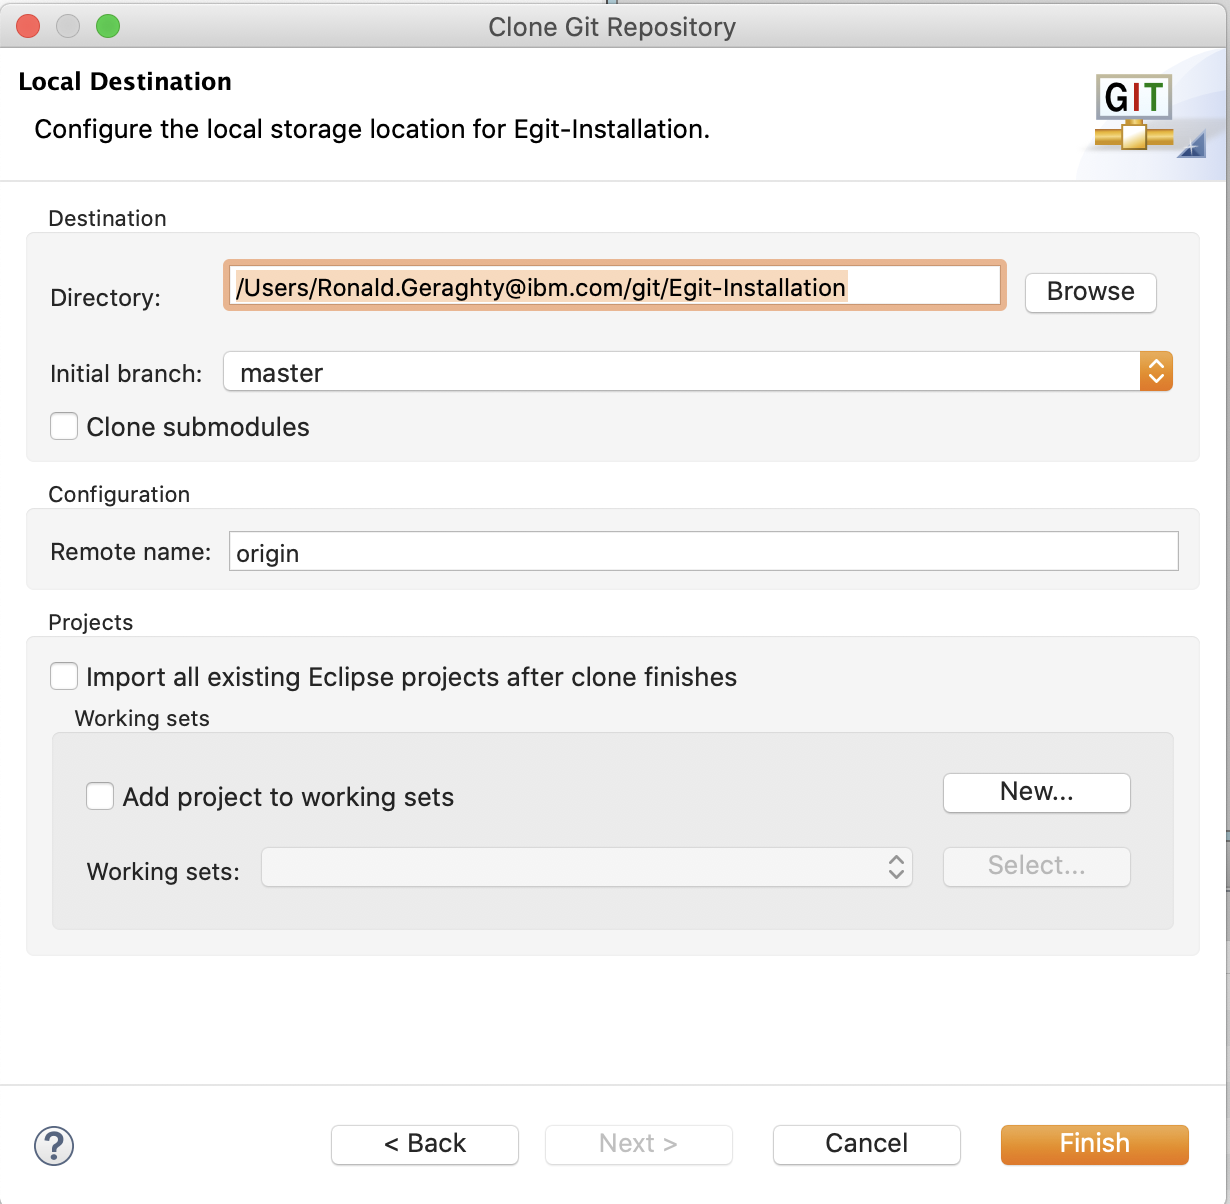 Clone Git Repository
Local Destination
Configure the local storage location for Egit-Installation.
GIT
Destination
Directory: /Users/Ronald.Geraghty@ibm.com/git/Egit-Installation Browse
Initial branch: master
Clone submodules
Configuration
Remote name: origin
Projects
Import all existing Eclipse projects after clone finishes
Working sets
Add project to working sets New...
Working sets: Select...
? < Back Next > Cancel Finish